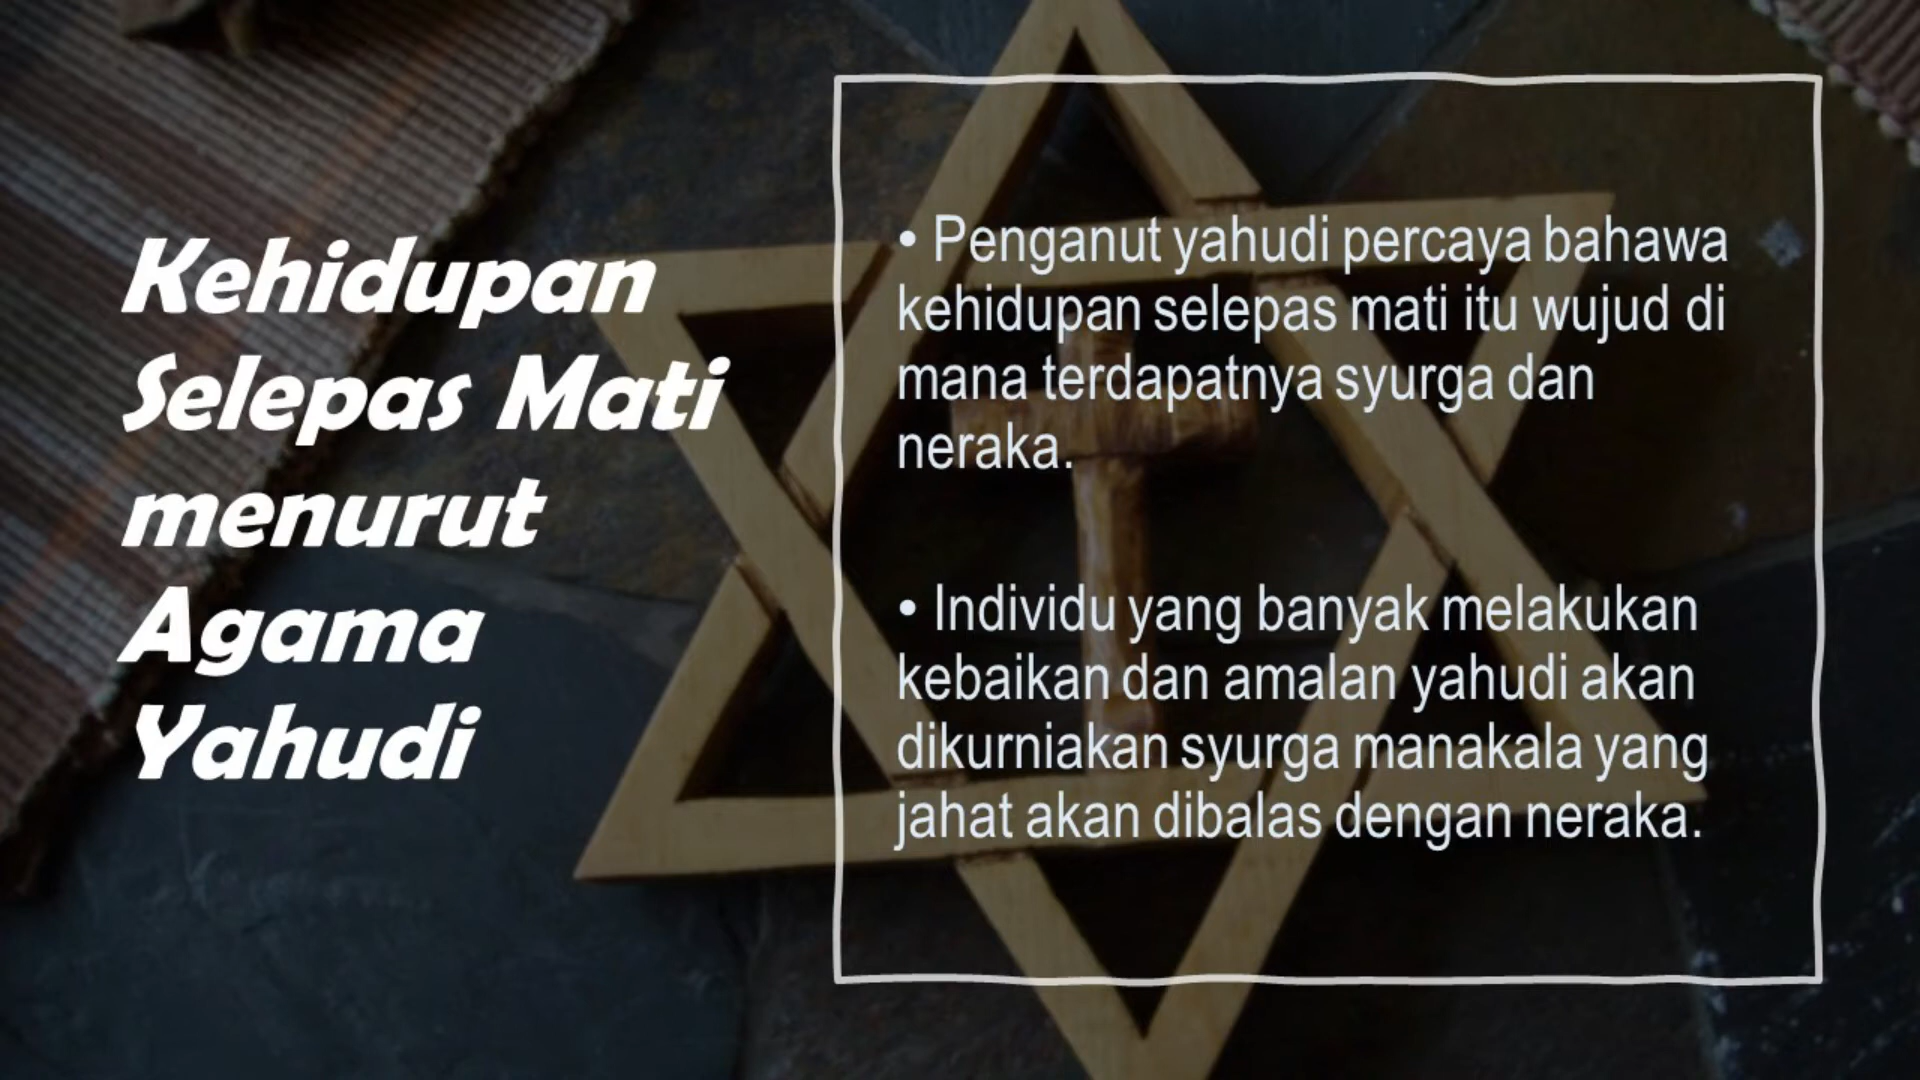 Kehidupan
Selepas Mati
menurut
Agama
Yahudi
• Penganut yahudi percaya bahawa
kehidupan selepas mati itu wujud di
mana terdapatnya syurga dan
neraka.
• Individu yang banyak melakukan
kebaikan dan amalan yahudi akan
dikurniakan syurga manakala yang
jahat akan dibalas dengan neraka.